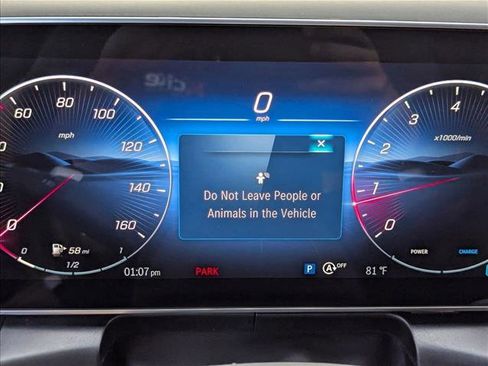 0
mph
60
80
100
120
140
160
mph
0
Do Not Leave People or
Animals in the Vehicle
2
3
4
x1000/min
1
0
POWER
CHARGE
58 mi
0
1/2
1
01:07 pm
PARK
P
A OFF
81 °F